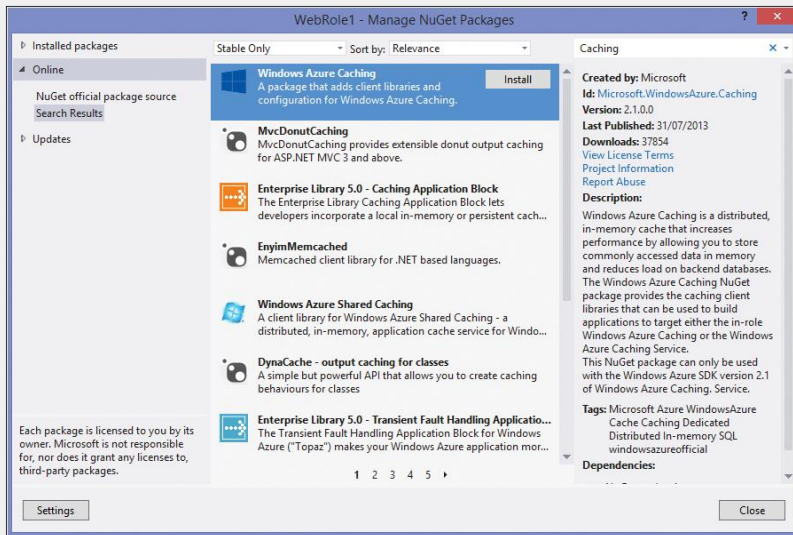 WebRole1 - Manage NuGet Packages
?
Installed packages
Online
NuGet official package source
Search Results
Updates
Each package is licensed to you by its
owner. Microsoft is not responsible
for, nor does it grant any licenses to,
third-party packages.
Stable Only
Sort by: Relevance
Windows Azure Caching
A package that adds client libraries and
configuration for Windows Azure Caching.
Install
MvcDonutCaching
MvcDonutCaching provides extensible donut output caching
for ASP.NET MVC 3 and above.
Enterprise Library 5.0 - Caching Application Block
The Enterprise Library Caching Application Block lets
developers incorporate a local in-memory or persistent cach...
EnyimMemcached
Memcached client library for .NET based languages.
Windows Azure Shared Caching
A client library for Windows Azure Shared Caching - a
distributed, in-memory, application cache service for Windo...
DynaCache - output caching for classes
A simple but powerful API that allows you to create caching
behaviours for classes
Enterprise Library 5.0 - Transient Fault Handling Applicatio...
The Transient Fault Handling Application Block for Windows
Azure ("Topaz") makes your Windows Azure application mor...
1 2 3 4 5
Caching
Created by: Microsoft
Id: Microsoft.WindowsAzure.Caching
Version: 2.1.0.0
Last Published: 31/07/2013
Downloads: 37854
View License Terms
Project Information
Report Abuse
Description:
Windows Azure Caching is a distributed,
in-memory cache that increases
performance by allowing you to store
commonly accessed data in memory
and reduces load on backend databases.
The Windows Azure Caching NuGet
package provides the caching client
libraries that can be used to build
applications to target either the in-role
Windows Azure Caching or the Windows
Azure Caching Service.
This NuGet package can only be used
with the Windows Azure SDK version 2.1
of Windows Azure Caching. Service.
Tags: Microsoft Azure WindowsAzure
Cache Caching Dedicated
Distributed In-memory SQL
windowsazureofficial
Dependencies:
Settings
Close